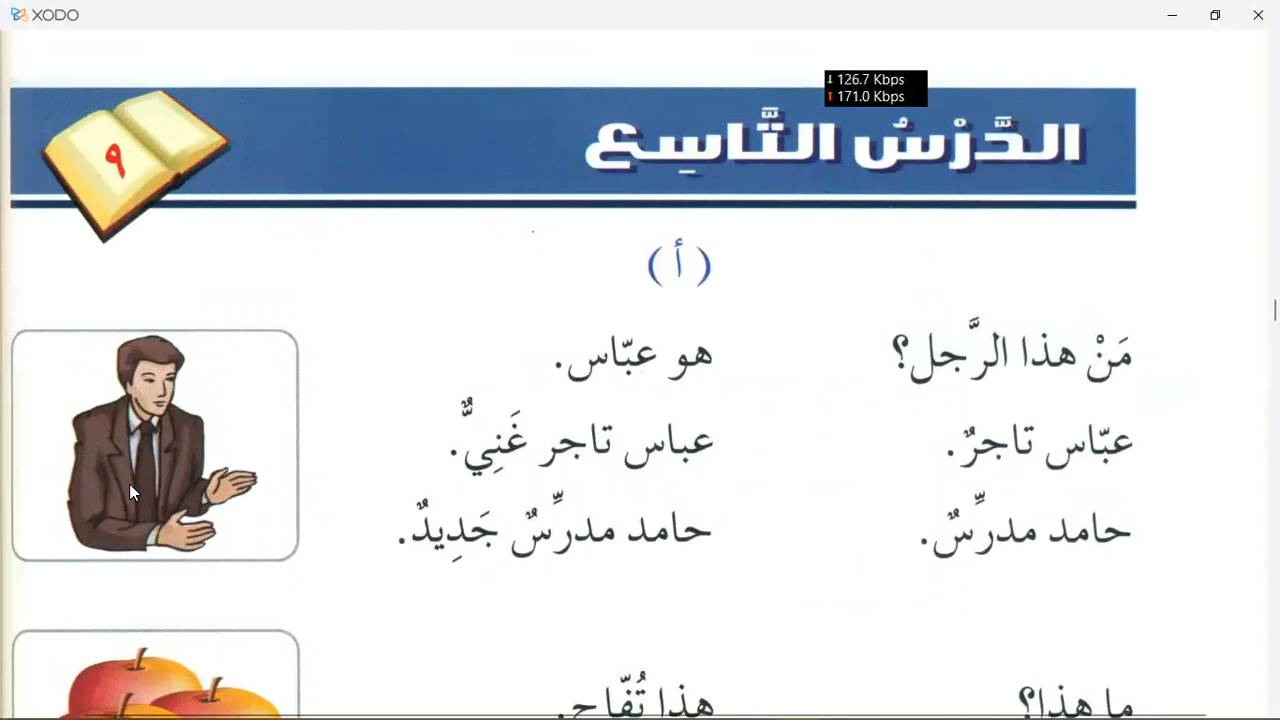 XODO
↓ 126.7 Kbps
↑ 171.0 Kbps
الدَّرْسُ التَّاسِع
٩
(أ)
مَنْ هذا الرَّجل؟ هو عبّاس.
عبّاس تاجرٌ. عباس تاجر غَنِيٌّ.
حامد مدرِّسٌ. حامد مدرِّسٌ جَدِيدٌ.
ما هذا؟ هذا تُفّاح.